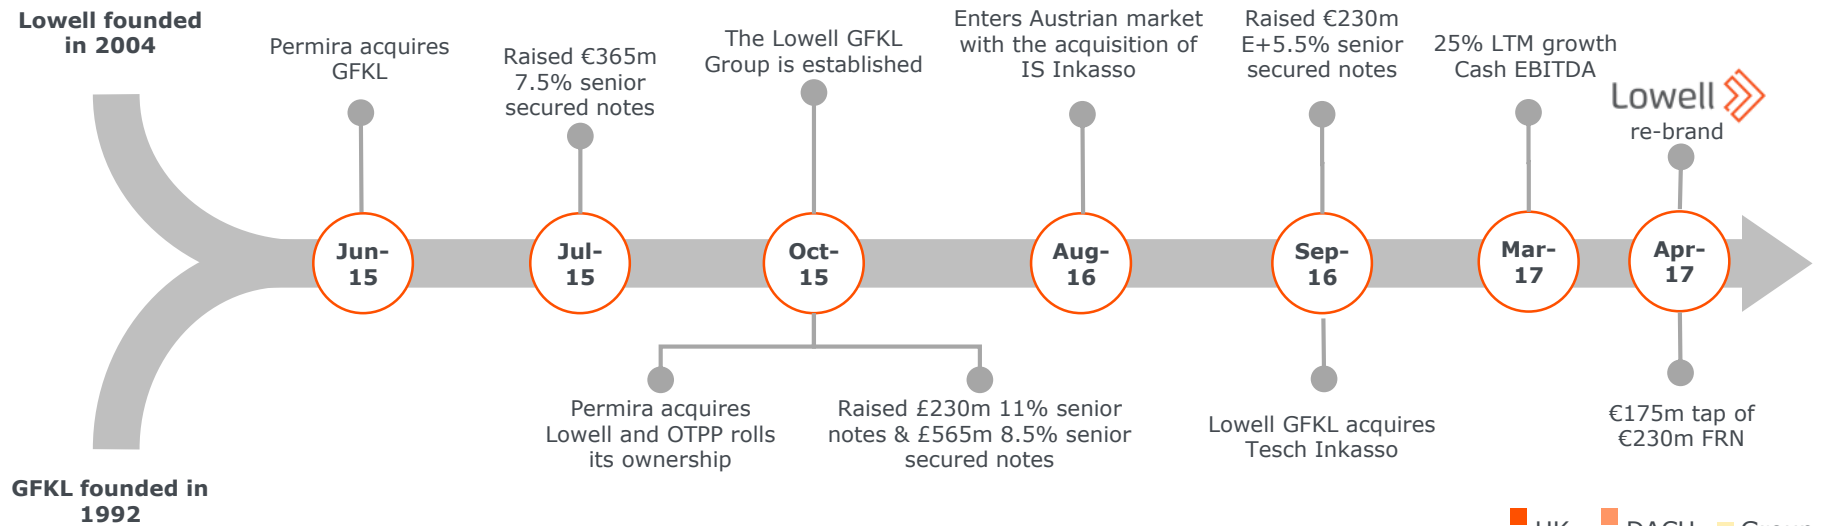 Lowell founded
in 2004
Permira acquires
GFKL
Raised €365m
7.5% senior
secured notes
The Lowell GFKL
Group is established
Enters Austrian market
with the acquisition of
IS Inkasso
Raised €230m
E+5.5% senior
secured notes
25% LTM growth
Cash EBITDA
Lowell
re-brand
Jun-
15
Jul-
15
Oct-
15
Aug-
16
Sep-
16
Mar-
17
Apr-
17
Permira acquires
Lowell and OTPP rolls
its ownership
Raised £230m 11% senior
notes & £565m 8.5% senior
secured notes
Lowell GFKL acquires
Tesch Inkasso
€175m tap of
€230m FRN
GFKL founded in
1992
UK DACH Group